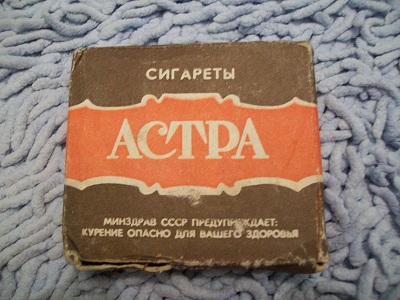 СИГАРЕТЫ
АСТРА
МИНЗДРАВ СССР ПРЕДУПРЕЖДАЕТ:
КУРЕНИЕ ОПАСНО ДЛЯ ВАШЕГО ЗДОРОВЬЯ